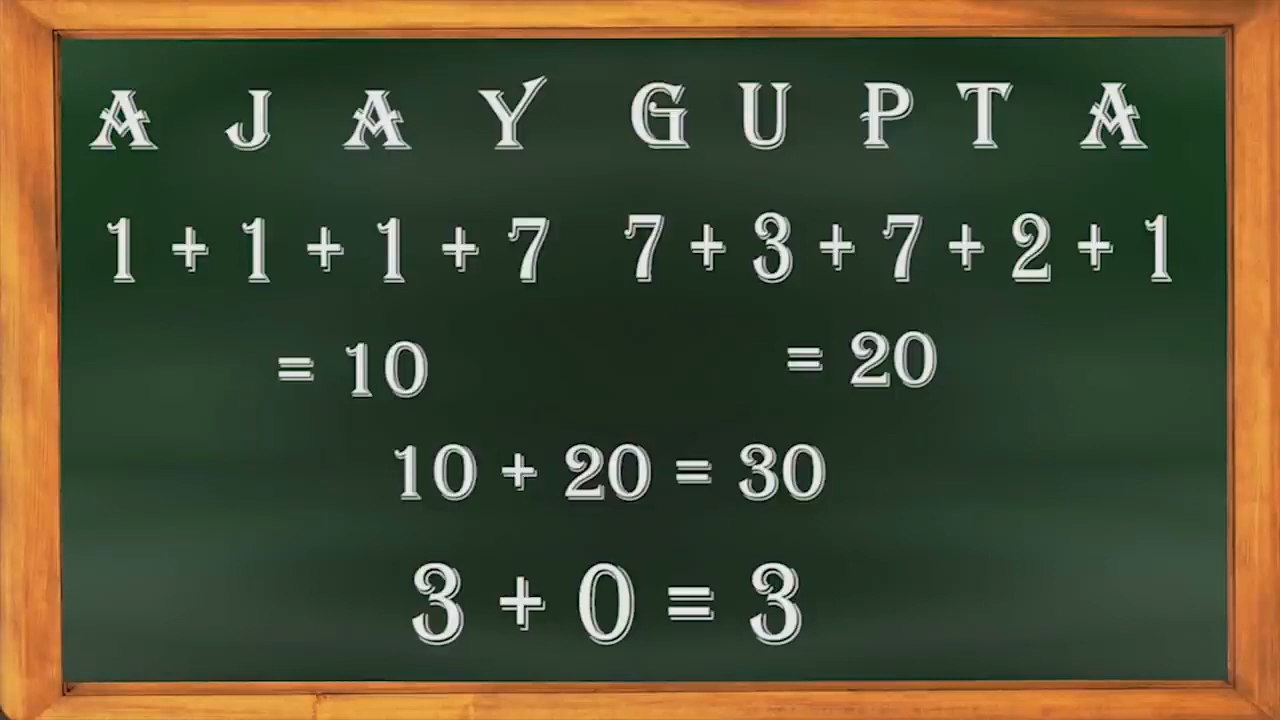 A J A Y G U P T A
1 + 1 + 1 + 7 7 + 3 + 7 + 2 + 1
= 10 = 20
10 + 20 = 30
3 + 0 = 3